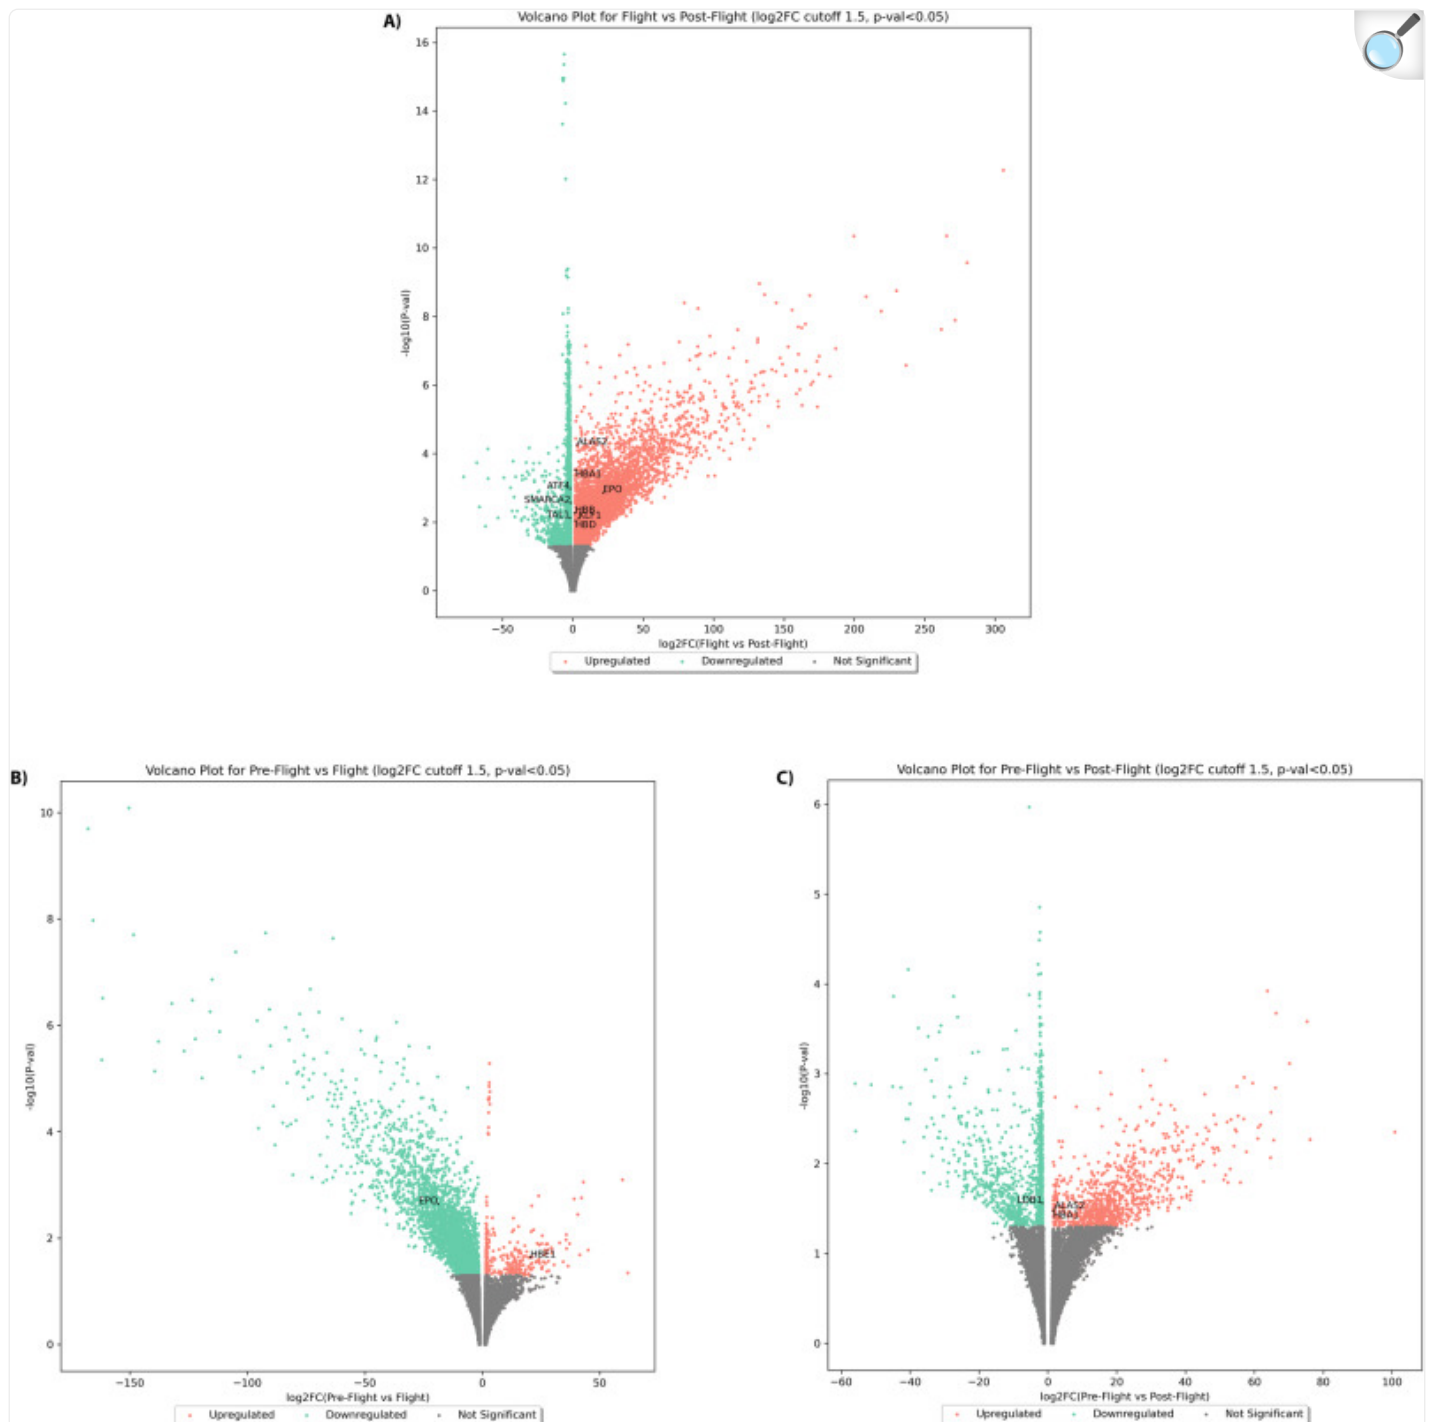 A)
Volcano Plot for Flight vs Post-Flight (log2FC cutoff 1.5, p-val<0.05)
16
14
12
10
8
6
4
2
0
-log10(P-val)
ALAS2
HBA1
ATF4
EPO
SMARCA2
HBB
TAL1
KLF1
HBD
−50 0 50 100 150 200 250 300
log2FC(Flight vs Post-Flight)
Upregulated Downregulated Not Significant
B)
Volcano Plot for Pre-Flight vs Flight (log2FC cutoff 1.5, p-val<0.05)
10
8
6
4
2
0
-log10(P-val)
EPO
HBE1
−150 −100 −50 0 50
log2FC(Pre-Flight vs Flight)
Upregulated Downregulated Not Significant
C)
Volcano Plot for Pre-Flight vs Post-Flight (log2FC cutoff 1.5, p-val<0.05)
6
5
4
3
2
1
0
-log10(P-val)
ALAS2
HBA1
−60 −40 −20 0 20 40 60 80 100
log2FC(Pre-Flight vs Post-Flight)
Upregulated Downregulated Not Significant